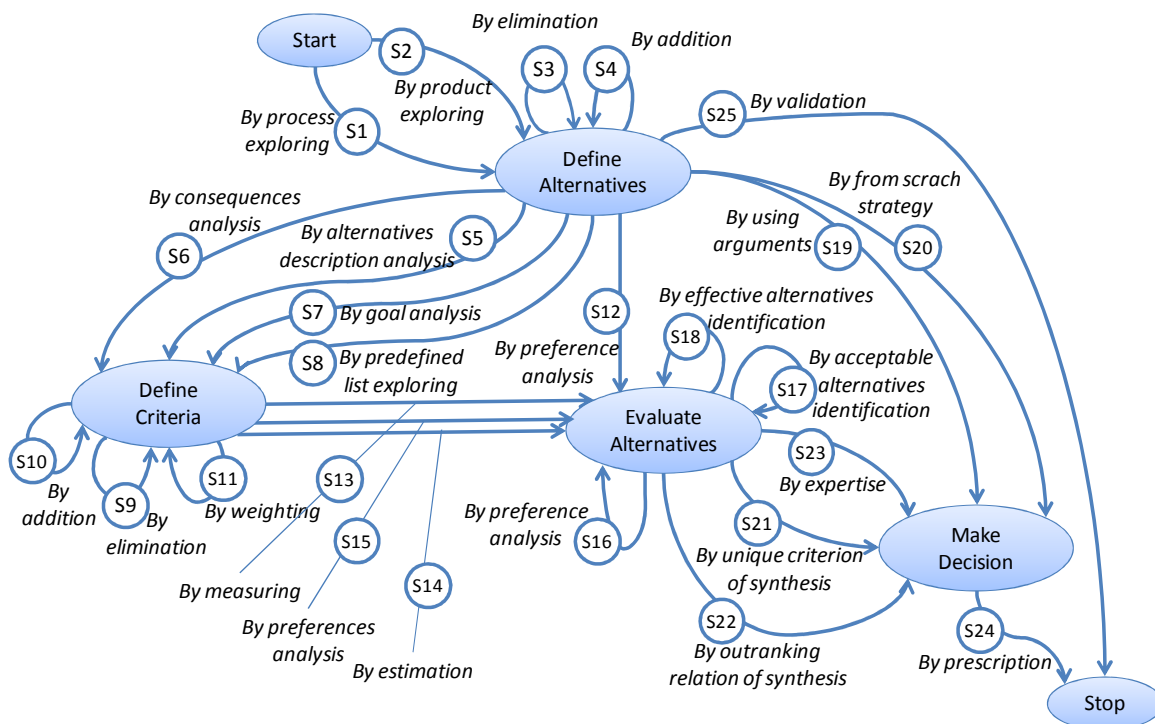 Start
S2
By elimination
S3
S4
By addition
By product
exploring
By process
exploring
S1
S25
By validation
Define
Alternatives
By consequences
analysis
S6
By alternatives
description analysis
S5
By using
arguments
S19
By from scrach
strategy
S20
S7
By goal analysis
S8
By predefined
list exploring
S12
By preference
analysis
By effective alternatives
identification
S18
By acceptable
alternatives
identification
S17
Define
Criteria
Evaluate
Alternatives
S10
By
addition
S9
By
elimination
S11
By weighting
S13
By measuring
S15
By preferences
analysis
S14
By estimation
By preference
analysis
S16
S23
By expertise
S21
By unique criterion
of synthesis
S22
By outranking
relation of synthesis
Make
Decision
S24
By prescription
Stop